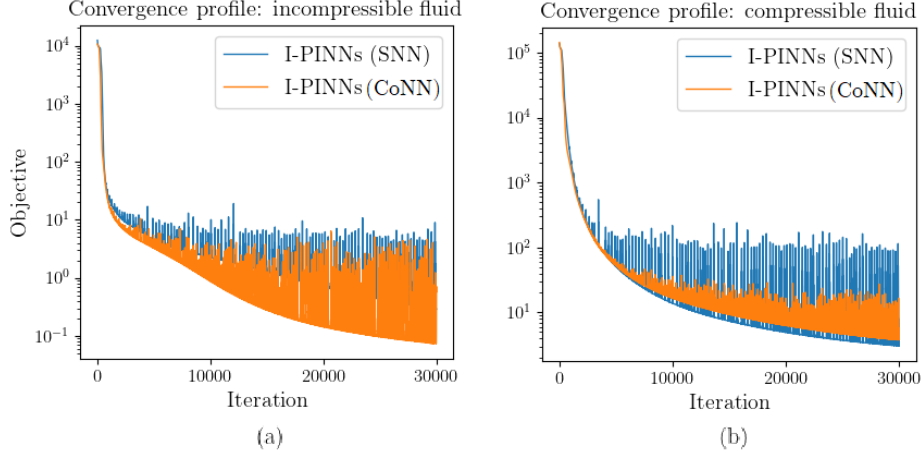 Convergence profile: incompressible fluid
I-PINNs (SNN)
I-PINNs (CoNN)
Objective
10^4
10^3
10^2
10^1
10^0
10^-1
0
10000
20000
30000
Iteration
(a)
Convergence profile: compressible fluid
I-PINNs (SNN)
I-PINNs (CoNN)
10^5
10^4
10^3
10^2
10^1
0
10000
20000
30000
Iteration
(b)